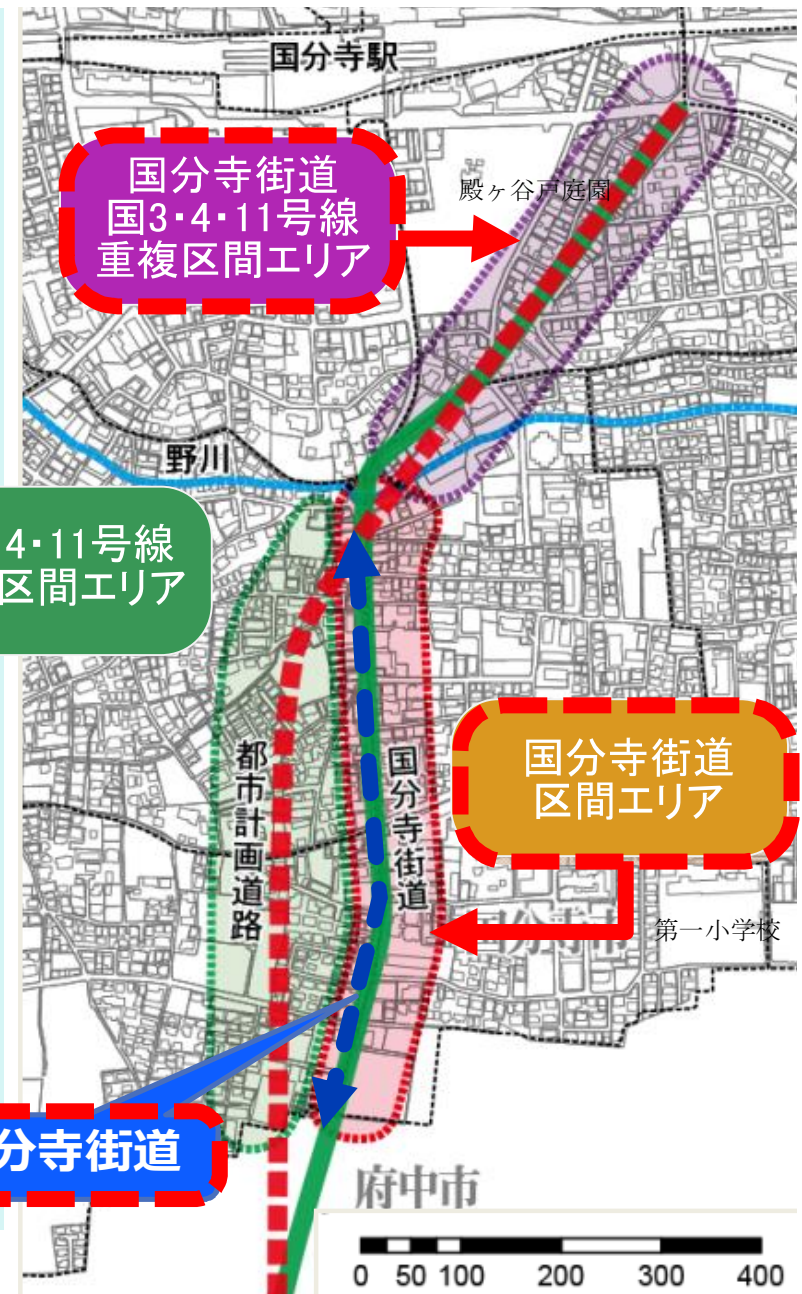 国分寺駅
国分寺街道
国3・4・11号線
重複区間エリア
殿ヶ谷戸庭園
野川
4・11号線
区間エリア
都市計画道路
国分寺街道
国分寺街道
区間エリア
国分寺市
第一小学校
分寺街道
府中市
0 50 100 200 300 400